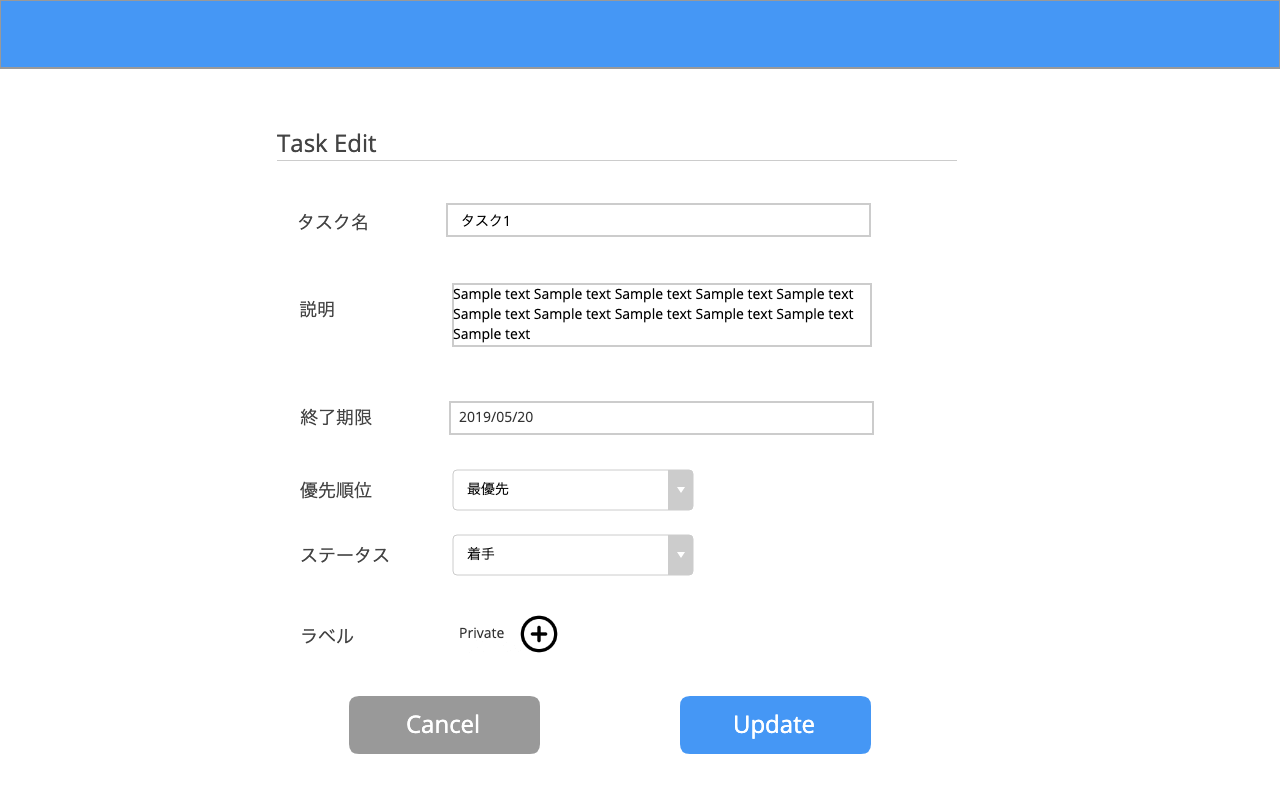 Task Edit
タスク名
タスク1
説明
Sample text Sample text Sample text Sample text Sample text
Sample text Sample text Sample text Sample text Sample text
Sample text
終了期限
2019/05/20
優先順位
最優先
ステータス
着手
ラベル
Private
Cancel
Update